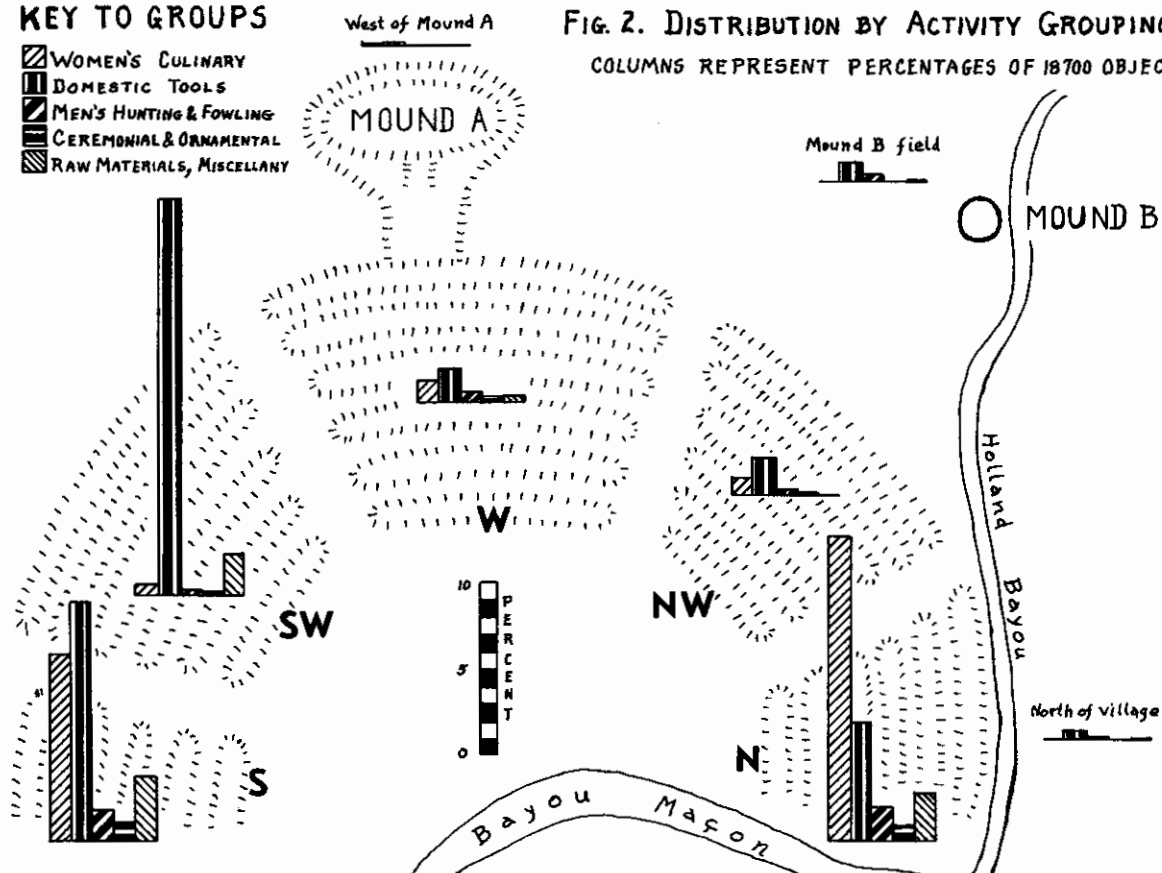 KEY TO GROUPS
WOMEN'S CULINARY
DOMESTIC TOOLS
MEN'S HUNTING & FOWLING
CEREMONIAL & ORNAMENTAL
RAW MATERIALS, MISCELLANY
West of Mound A
FIG. 2. DISTRIBUTION BY ACTIVITY GROUPING
COLUMNS REPRESENT PERCENTAGES OF 18700 OBJEC
MOUND A
Mound B field
MOUND B
W
SW
NW
S
N
10
5
0
PERCENT
Holland Bayou
North of village
Bayou Maçon